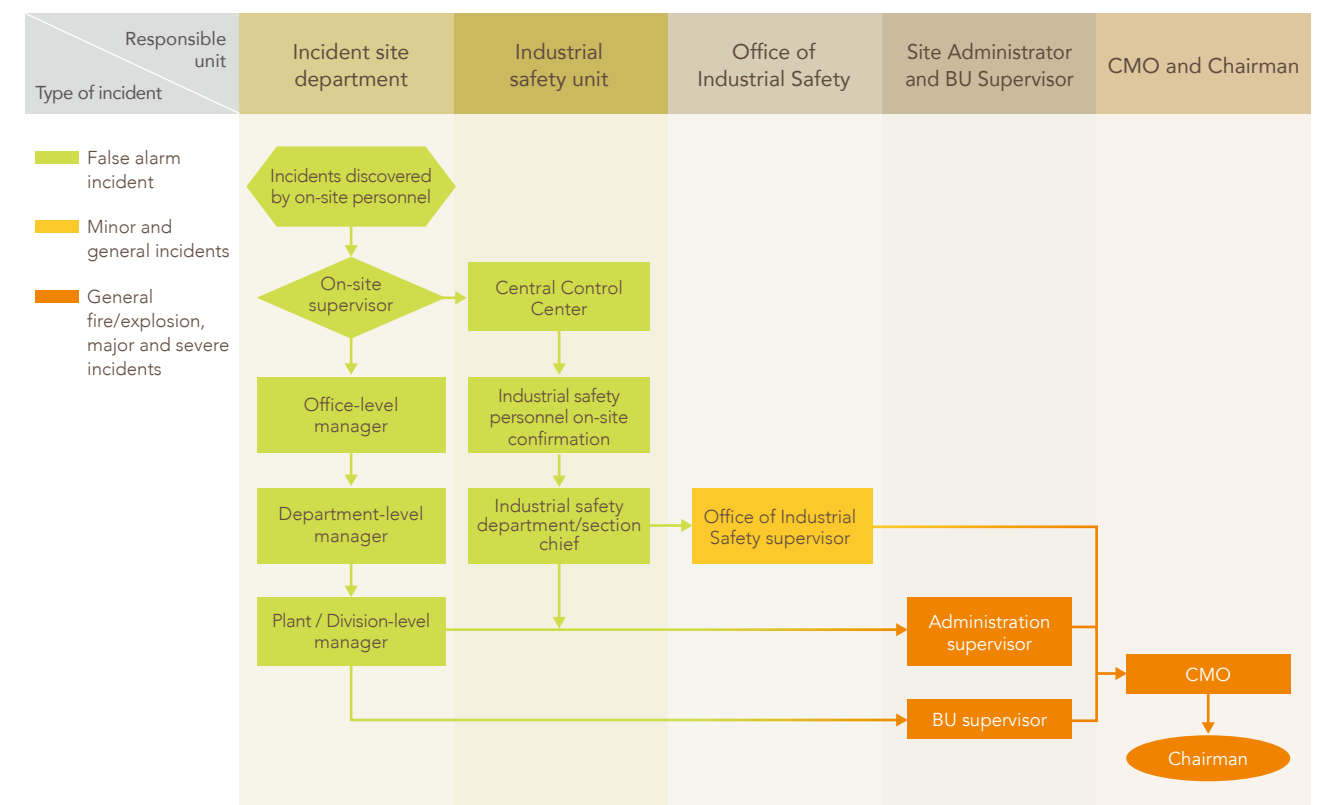 Responsible
unit
Type of incident
Incident site
department
Industrial
safety unit
Office of
Industrial Safety
Site Administrator
and BU Supervisor
CMO and Chairman
False alarm
incident
Minor and
general incidents
General
fire/explosion,
major and severe
incidents
Incidents discovered
by on-site personnel
On-site
supervisor
Central Control
Center
Office-level
manager
Industrial safety
personnel on-site
confirmation
Department-level
manager
Industrial safety
department/section
chief
Office of Industrial
Safety supervisor
Plant / Division-level
manager
Administration
supervisor
CMO
BU supervisor
Chairman